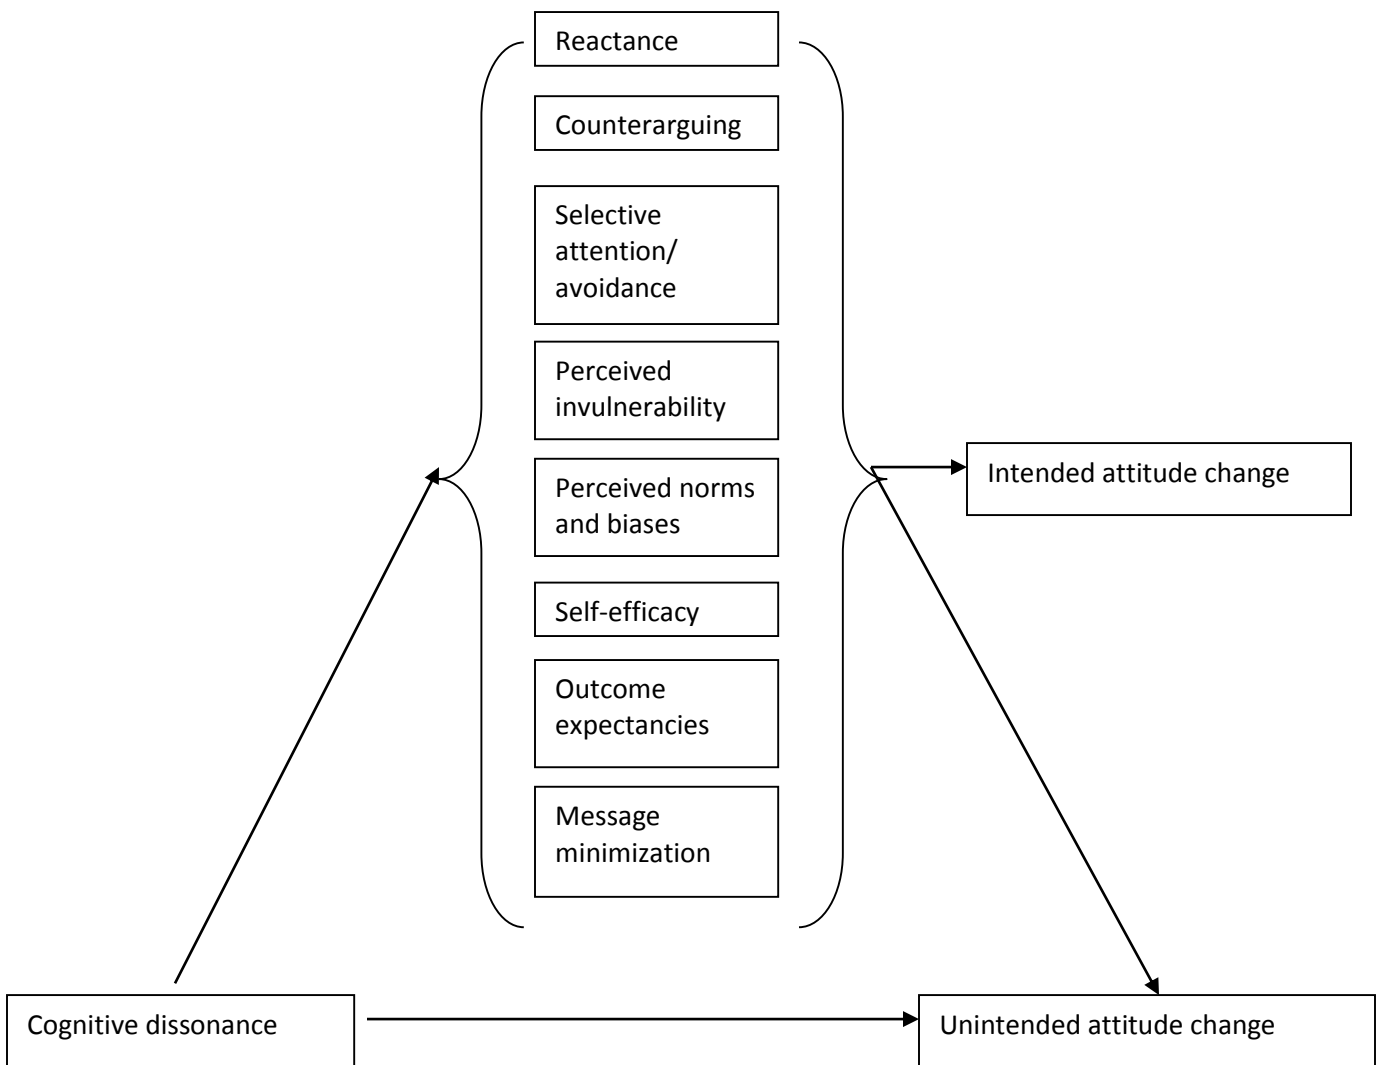 Reactance
Counterarguing
Selective
attention/
avoidance
Perceived
invulnerability
Perceived norms
and biases
Self-efficacy
Outcome
expectancies
Message
minimization
Intended attitude change
Cognitive dissonance
Unintended attitude change